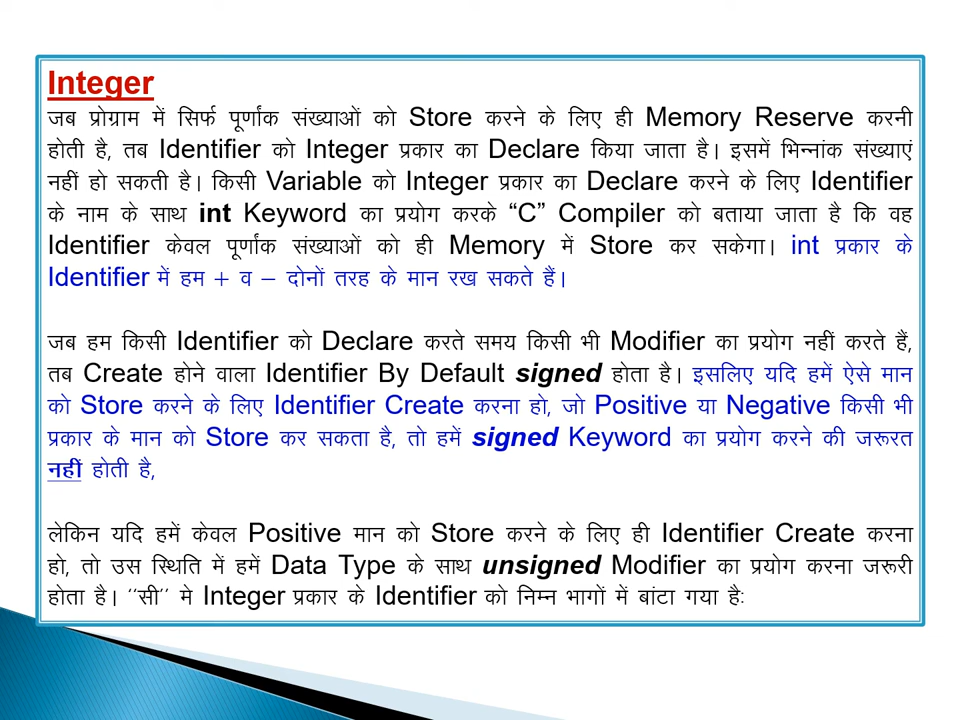 Integer
जब प्रोग्राम में सिर्फ पूर्णांक संख्याओं को Store करने के लिए ही Memory Reserve करनी
होती है, तब Identifier को Integer प्रकार का Declare किया जाता है। इसमें भिन्नांक संख्याएं
नहीं हो सकती है। किसी Variable को Integer प्रकार का Declare करने के लिए Identifier
के नाम के साथ int Keyword का प्रयोग करके “C” Compiler को बताया जाता है कि वह
Identifier केवल पूर्णांक संख्याओं को ही Memory में Store कर सकेगा। int प्रकार के
Identifier में हम + व – दोनों तरह के मान रख सकते हैं।
जब हम किसी Identifier को Declare करते समय किसी भी Modifier का प्रयोग नहीं करते हैं,
तब Create होने वाला Identifier By Default signed होता है। इसलिए यदि हमें ऐसे मान
को Store करने के लिए Identifier Create करना हो, जो Positive या Negative किसी भी
प्रकार के मान को Store कर सकता है, तो हमें signed Keyword का प्रयोग करने की जरूरत
नहीं होती है,
लेकिन यदि हमें केवल Positive मान को Store करने के लिए ही Identifier Create करना
हो, तो उस स्थिति में हमें Data Type के साथ unsigned Modifier का प्रयोग करना जरूरी
होता है। ‘‘सी’’ मे Integer प्रकार के Identifier को निम्न भागों में बांटा गया है: